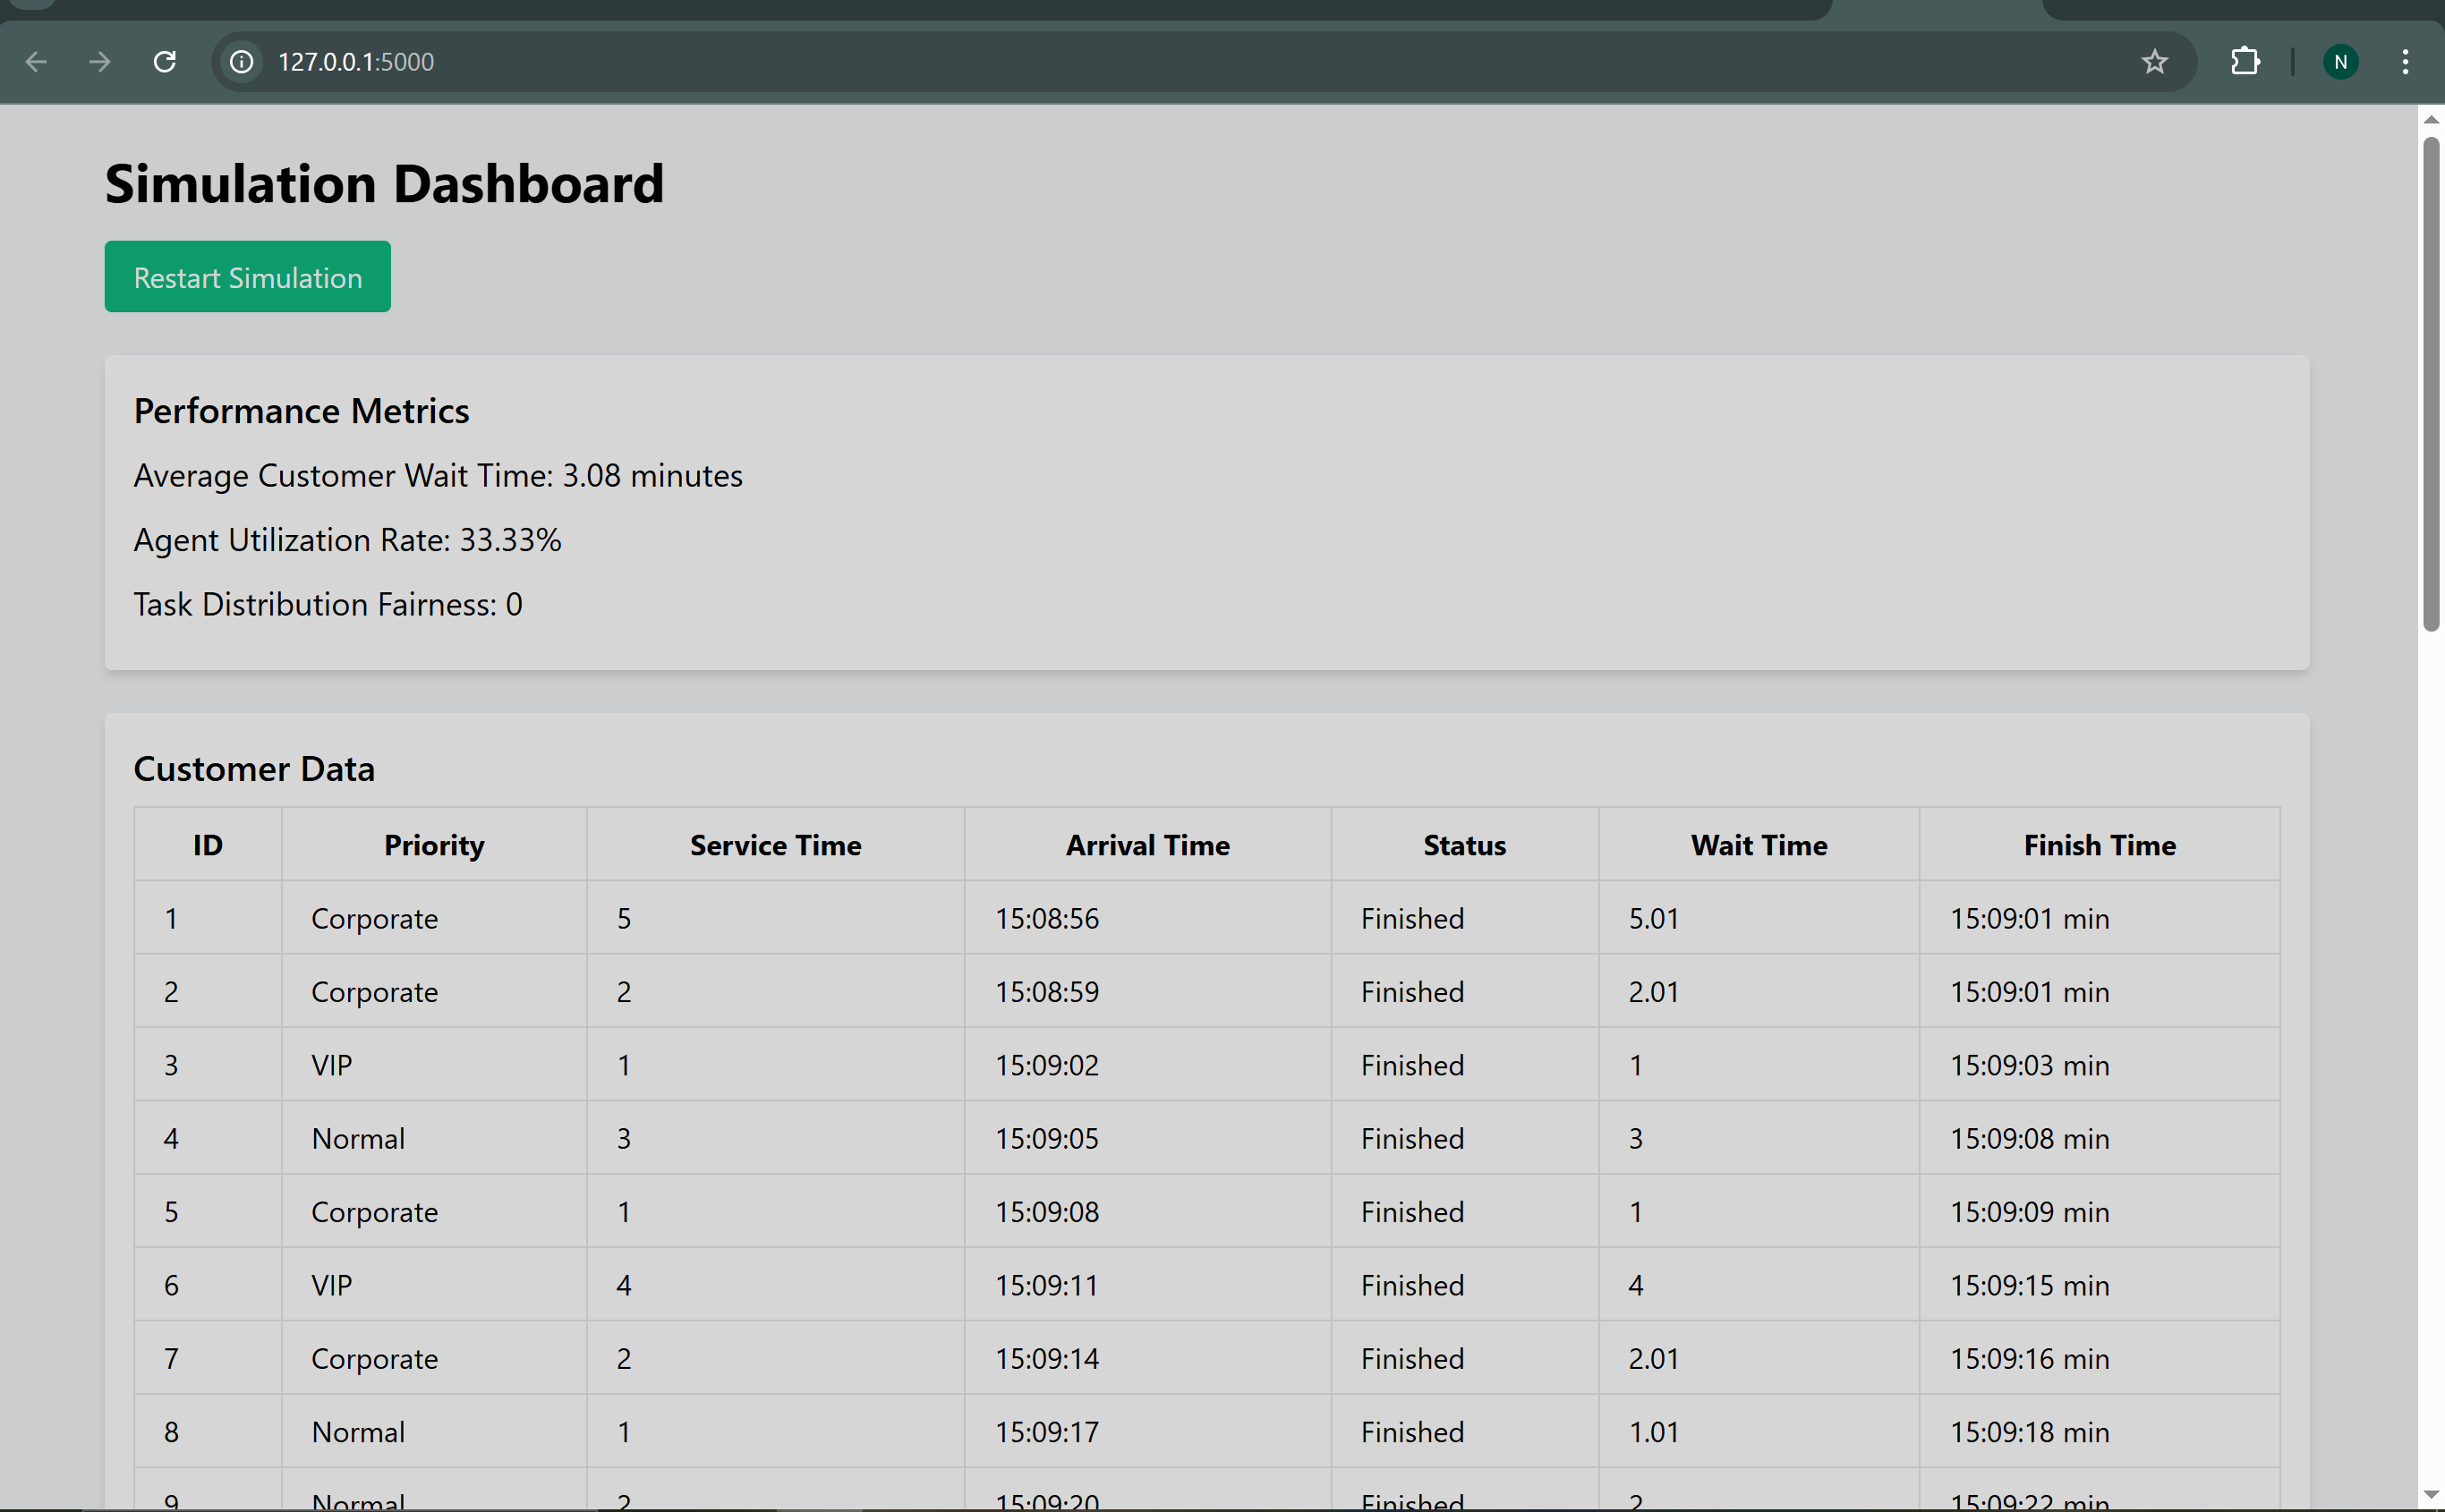 127.0.0.1:5000
N
Simulation Dashboard
Restart Simulation
Performance Metrics
Average Customer Wait Time: 3.08 minutes
Agent Utilization Rate: 33.33%
Task Distribution Fairness: 0
Customer Data
ID Priority Service Time Arrival Time Status Wait Time Finish Time
1 Corporate 5 15:08:56 Finished 5.01 15:09:01 min
2 Corporate 2 15:08:59 Finished 2.01 15:09:01 min
3 VIP 1 15:09:02 Finished 1 15:09:03 min
4 Normal 3 15:09:05 Finished 3 15:09:08 min
5 Corporate 1 15:09:08 Finished 1 15:09:09 min
6 VIP 4 15:09:11 Finished 4 15:09:15 min
7 Corporate 2 15:09:14 Finished 2.01 15:09:16 min
8 Normal 1 15:09:17 Finished 1.01 15:09:18 min
9 Normal 2 15:09:20 Finished 2 15:09:22 min